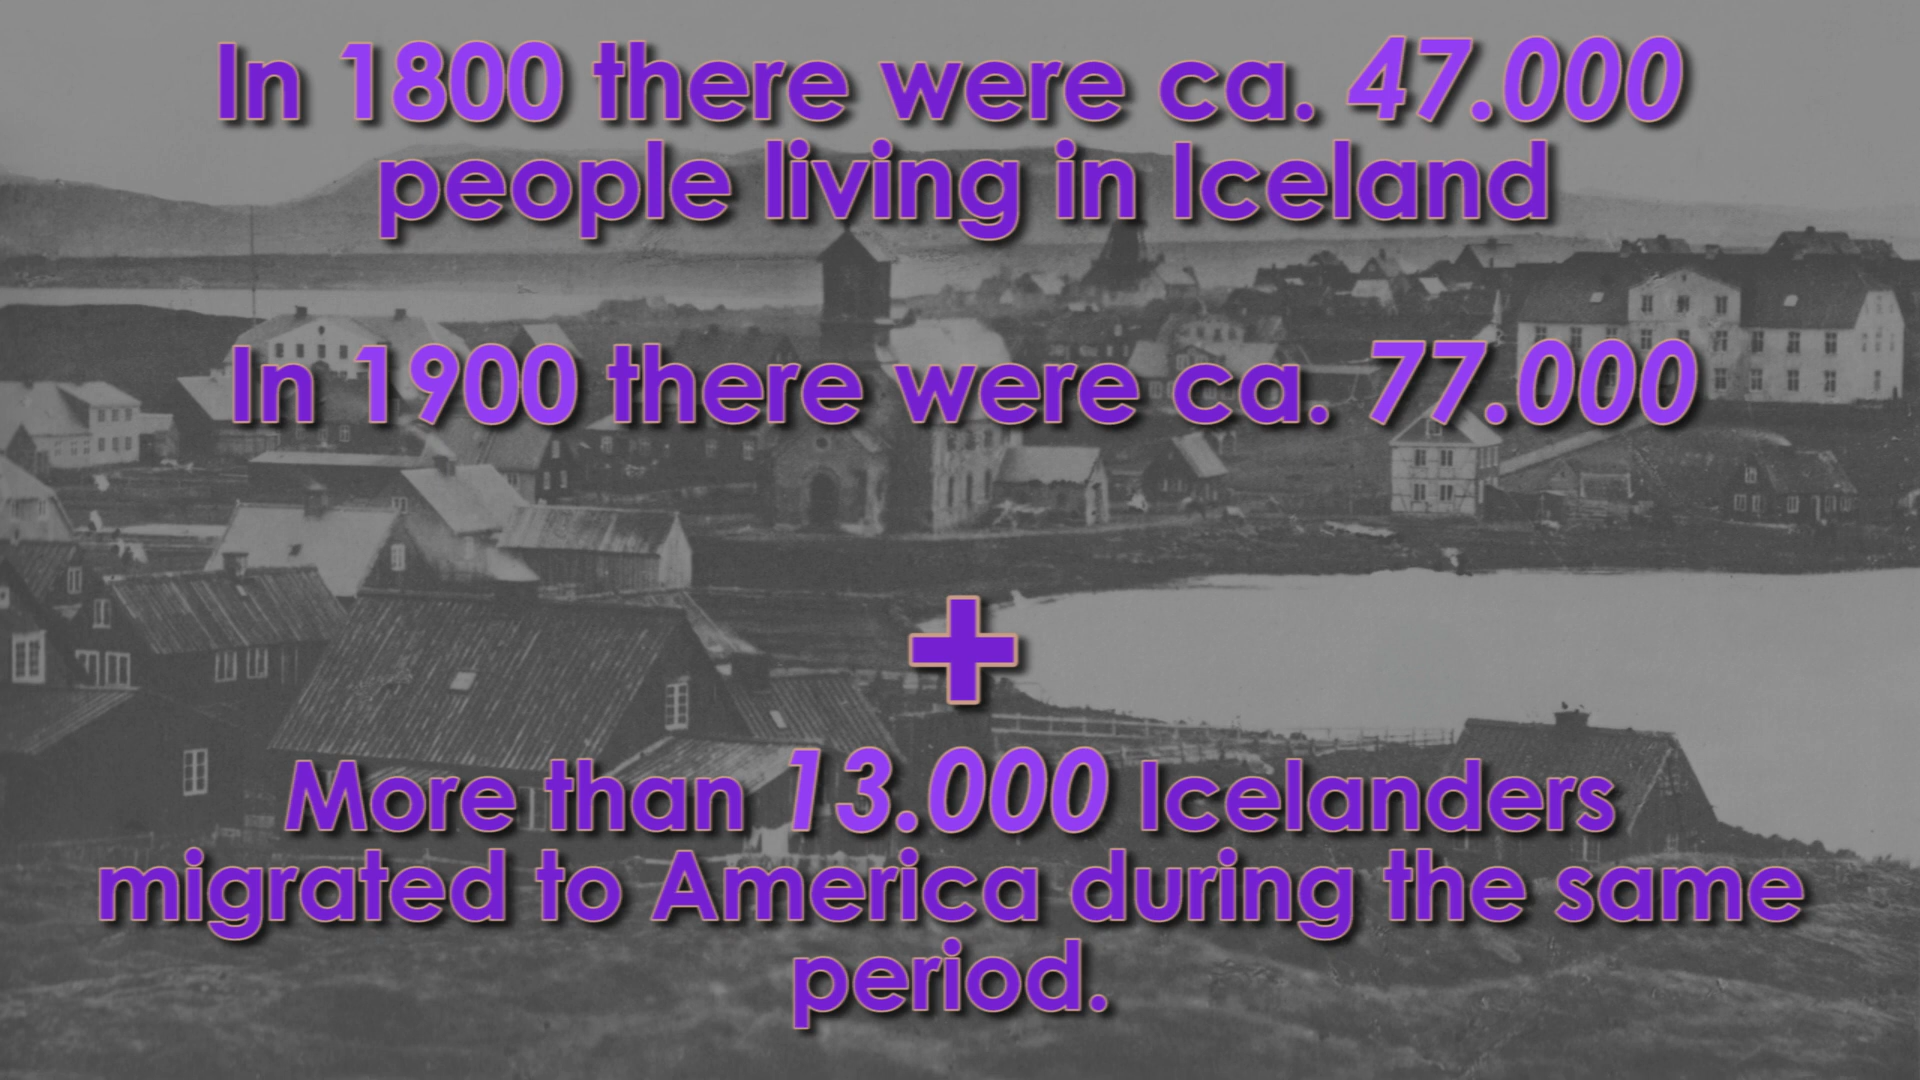 In 1800 there were ca. 47.000
people living in Iceland
In 1900 there were ca. 77.000
+
More than 13.000 Icelanders
migrated to America during the same
period.